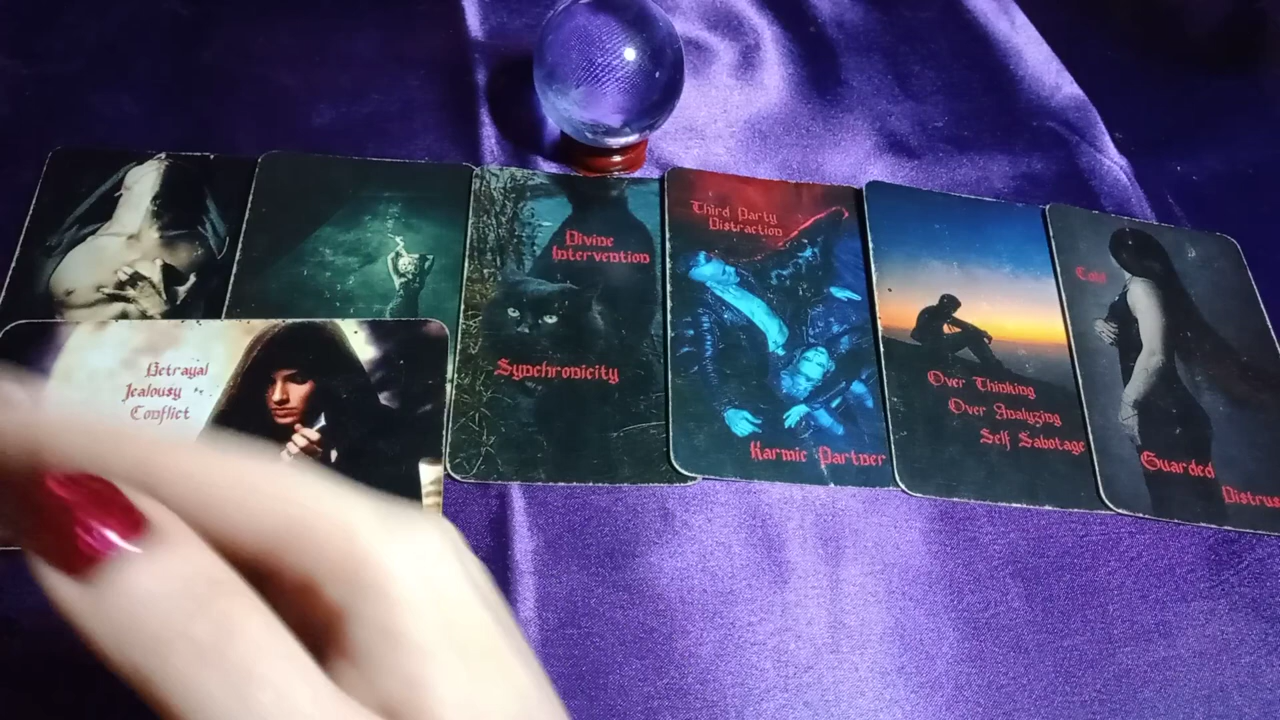 Betrayal
Jealousy
Conflict
Divine
Intervention
Synchronicity
Third Party
Distraction
Karmic Partner
Over Thinking
Over Analyzing
Self Sabotage
Cold
Guarded